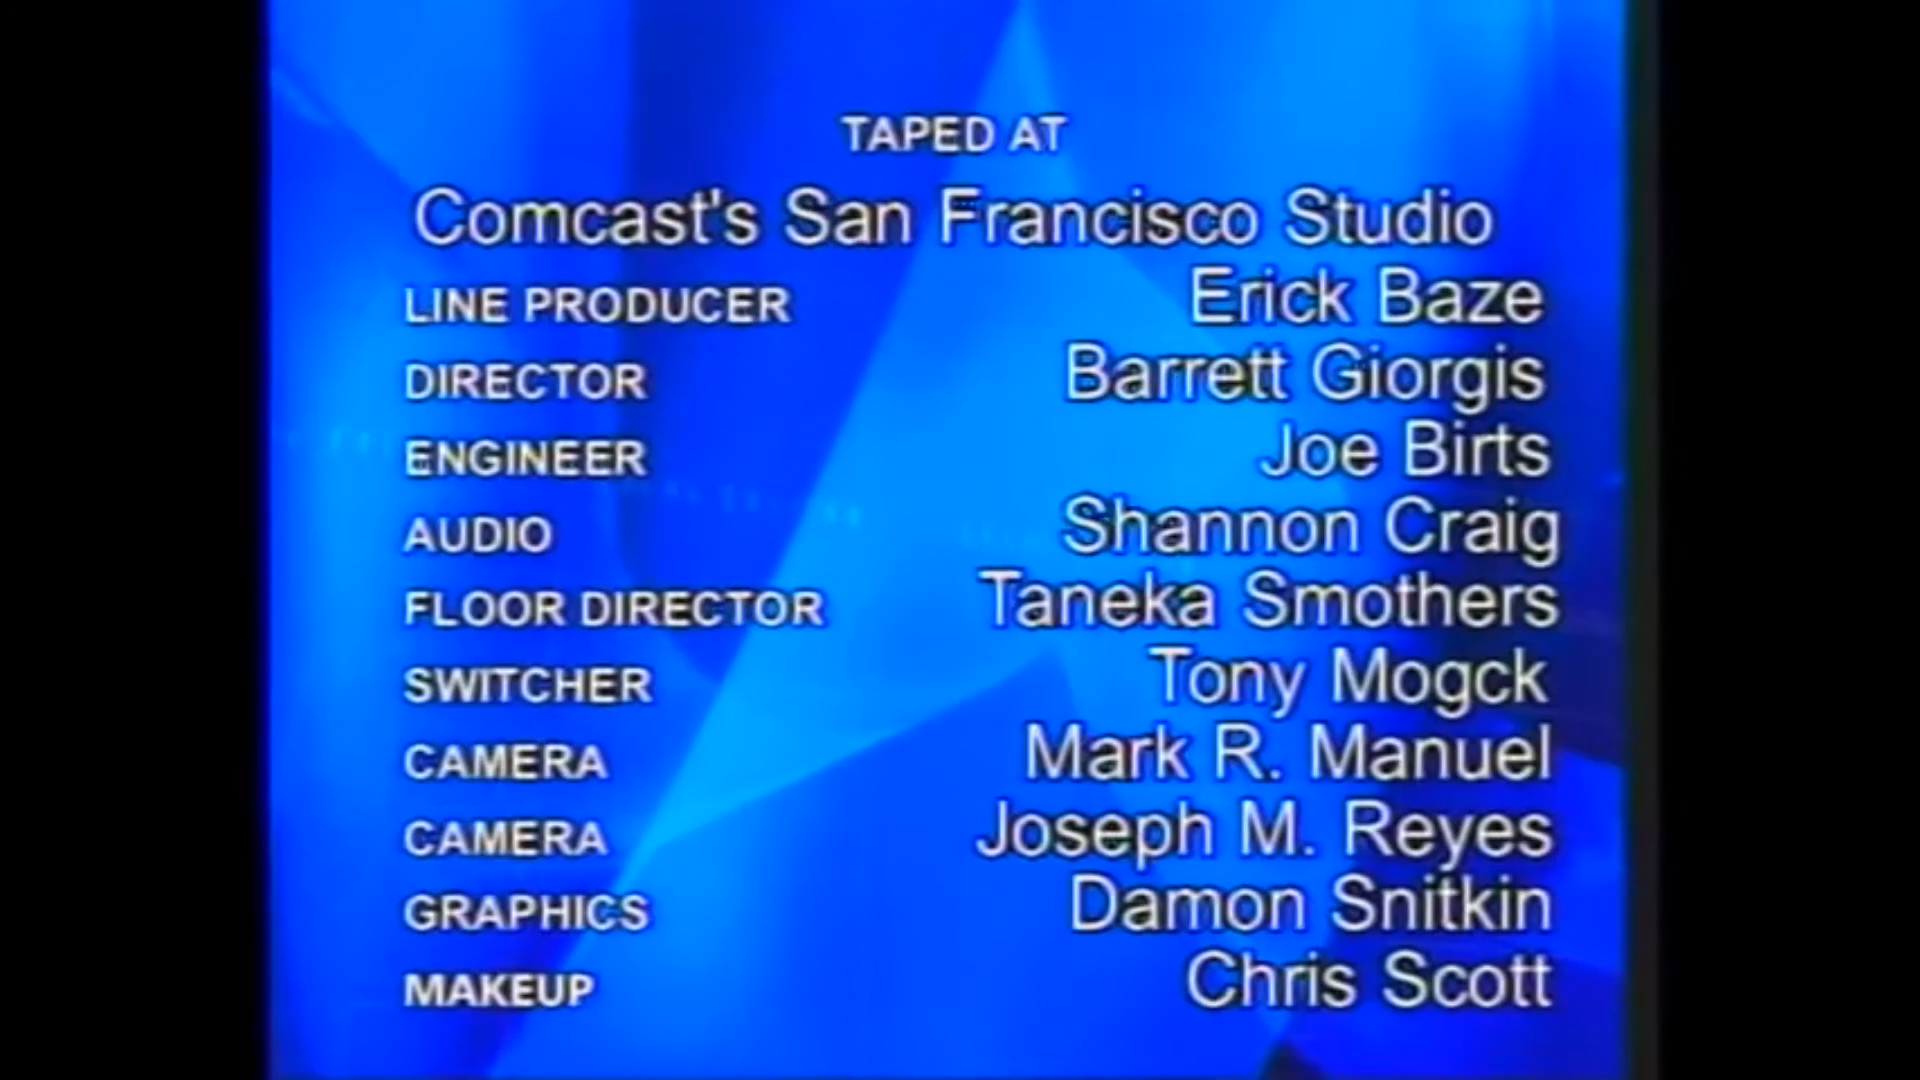 TAPED AT
Comcast's San Francisco Studio
LINE PRODUCER Erick Baze
DIRECTOR Barrett Giorgis
ENGINEER Joe Birts
AUDIO Shannon Craig
FLOOR DIRECTOR Taneka Smothers
SWITCHER Tony Mogck
CAMERA Mark R. Manuel
CAMERA Joseph M. Reyes
GRAPHICS Damon Snitkin
MAKEUP Chris Scott